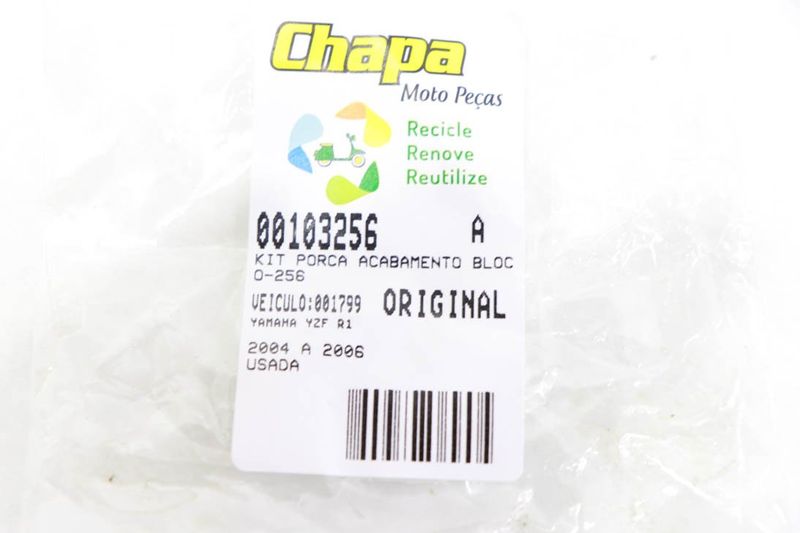 Chapa
Moto Peças
Recicle
Renove
Reutilize
00103256 A
KIT PORCA ACABAMENTO BLOC
O-256
VEICULO:001799 ORIGINAL
YAMAHA YZF R1
2004 A 2006
USADA